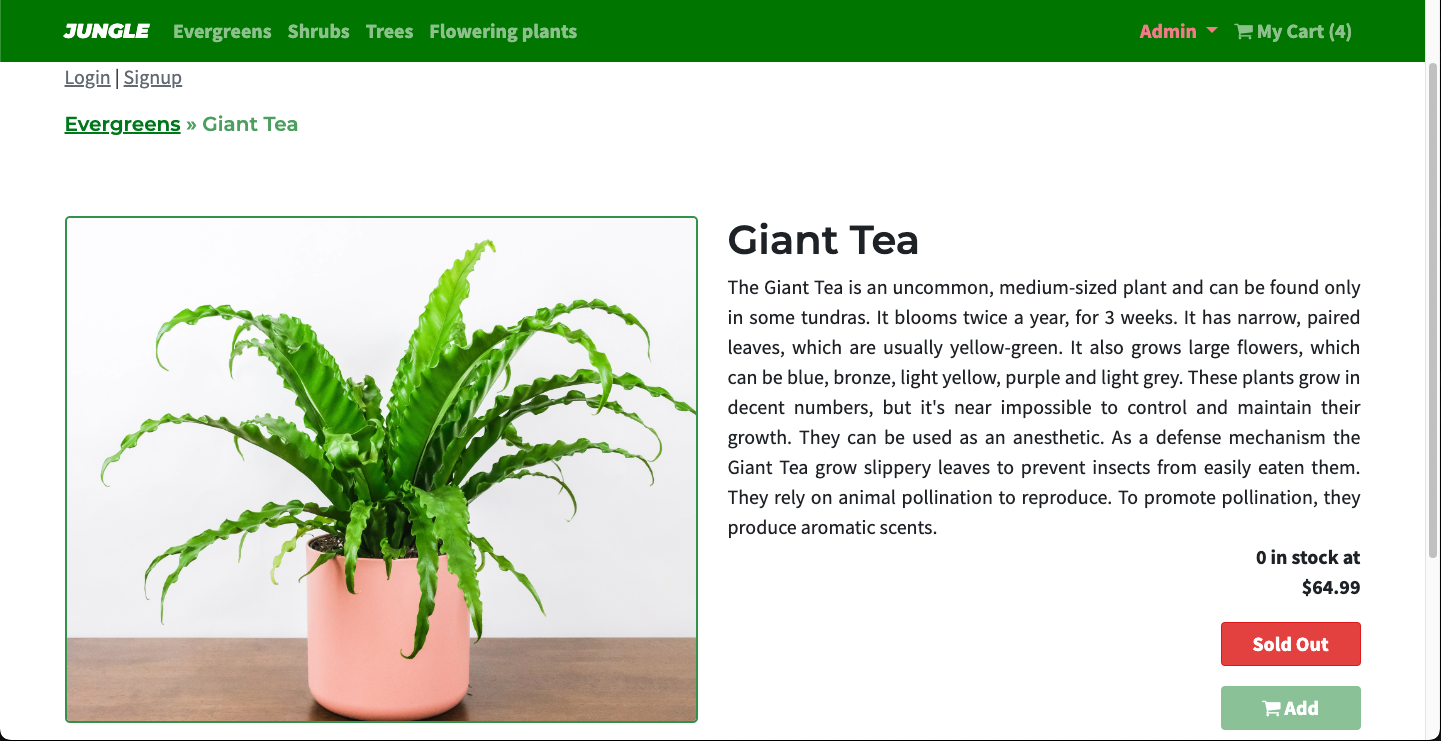 JUNGLE Evergreens Shrubs Trees Flowering plants Admin My Cart (4)
Login | Signup
Evergreens » Giant Tea
Giant Tea
The Giant Tea is an uncommon, medium-sized plant and can be found only
in some tundras. It blooms twice a year, for 3 weeks. It has narrow, paired
leaves, which are usually yellow-green. It also grows large flowers, which
can be blue, bronze, light yellow, purple and light grey. These plants grow in
decent numbers, but it's near impossible to control and maintain their
growth. They can be used as an anesthetic. As a defense mechanism the
Giant Tea grow slippery leaves to prevent insects from easily eaten them.
They rely on animal pollination to reproduce. To promote pollination, they
produce aromatic scents.
0 in stock at
$64.99
Sold Out
Add